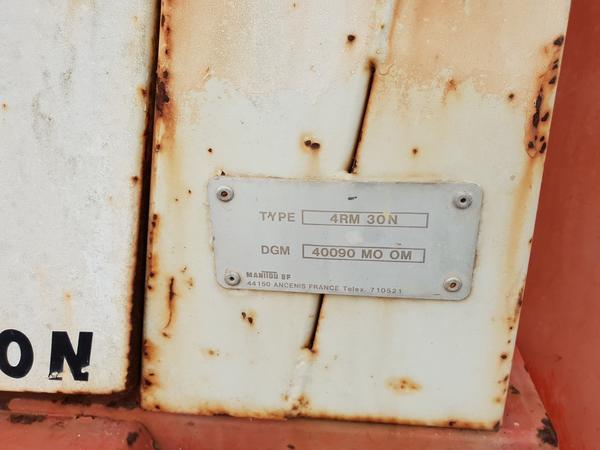 TYPE 4RM 30N
DGM 40090 MO OM
MANITOU BF
44150 ANCENIS FRANCE Telex. 710521
ON